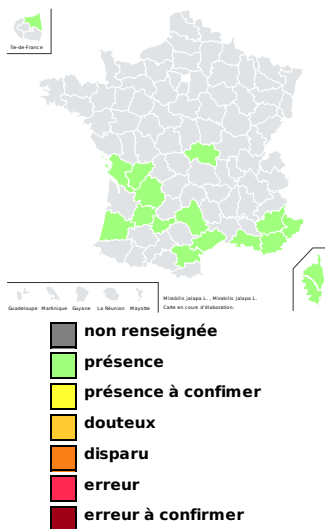 Île-de-France
Guadeloupe Martinique Guyane La Réunion Mayotte
Mirabilis jalapa L. ; Mirabilis jalapa L.
Carte en cours d'élaboration.
non renseignée
présence
présence à confimer
douteux
disparu
erreur
erreur à confirmer